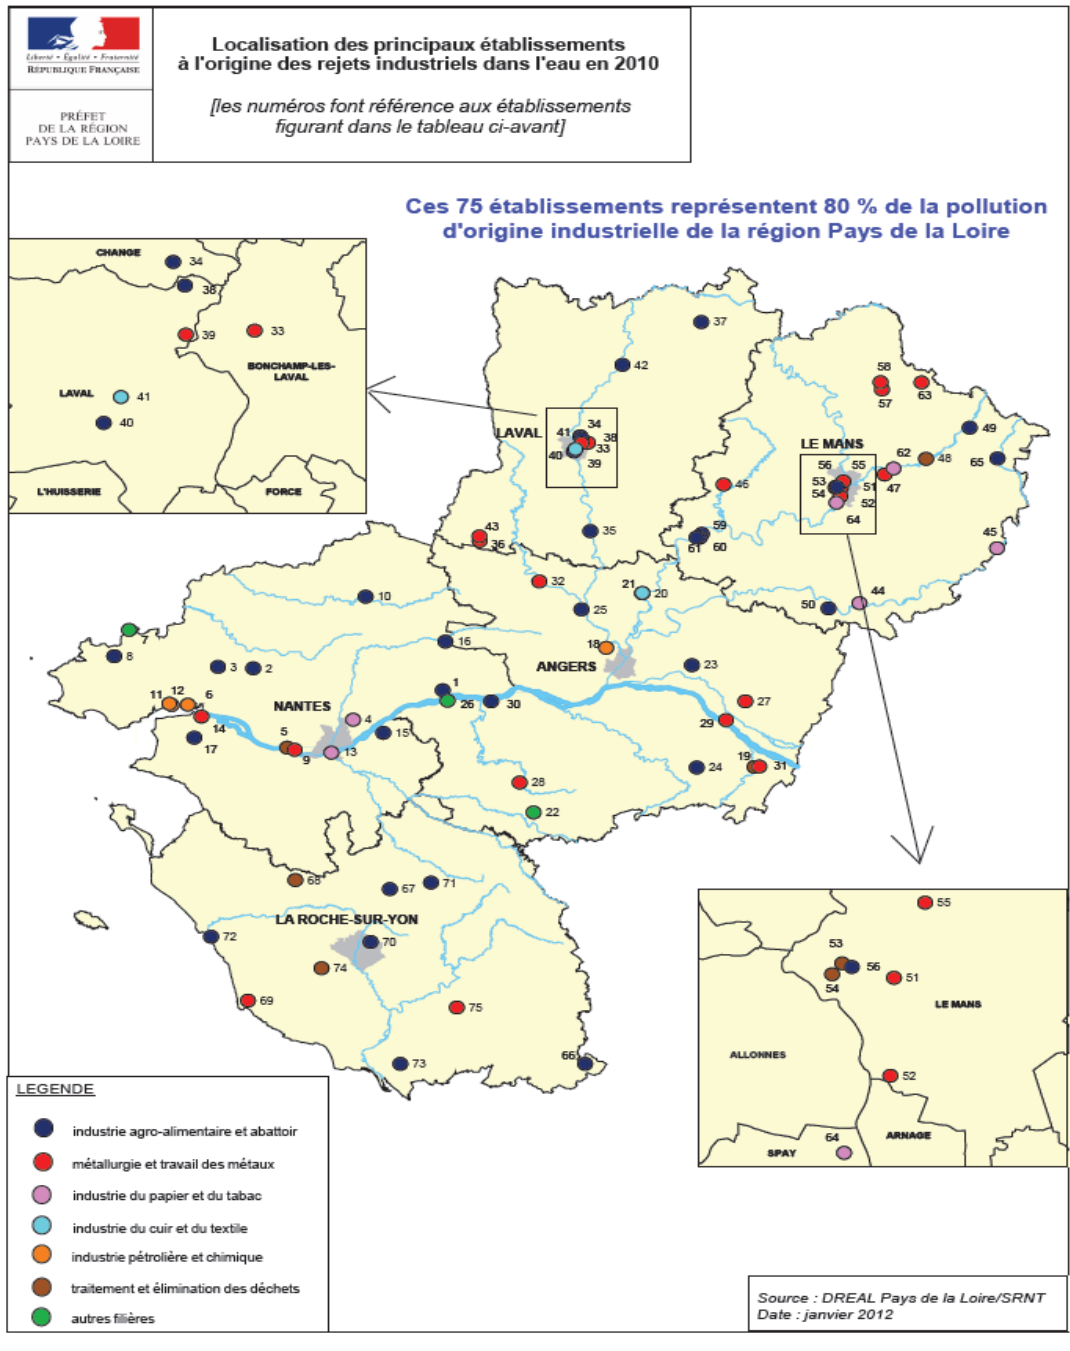 Liberté • Égalité • Fraternité
RÉPUBLIQUE FRANÇAISE
PRÉFET
DE LA RÉGION
PAYS DE LA LOIRE
Localisation des principaux établissements
à l'origine des rejets industriels dans l'eau en 2010
[les numéros font référence aux établissements
figurant dans le tableau ci-avant]
Ces 75 établissements représentent 80 % de la pollution
d'origine industrielle de la région Pays de la Loire
CHANGE
34
38
39
33
BONCHAMP-LES-
LAVAL
LAVAL
41
40
L'HUISSERIE
FORCE
37
42
LAVAL
41
34
38
33
40
39
58
57
63
49
LE MANS
62
48
65
56
55
53
51
54
52
47
64
46
43
36
35
59
61
60
45
32
21
20
25
50
44
10
7
8
3
2
16
18
ANGERS
23
11
12
6
14
17
NANTES
4
5
9
13
15
1
26
30
27
29
24
19
31
28
22
68
67
71
LA ROCHE-SUR-YON
72
70
74
69
75
73
66
55
53
56
54
51
LE MANS
ALLONNES
52
64
SPAY
ARNAGE
LEGENDE
industrie agro-alimentaire et abattoir
métallurgie et travail des métaux
industrie du papier et du tabac
industrie du cuir et du textile
industrie pétrolière et chimique
traitement et élimination des déchets
autres filières
Source : DREAL Pays de la Loire/SRNT
Date : janvier 2012